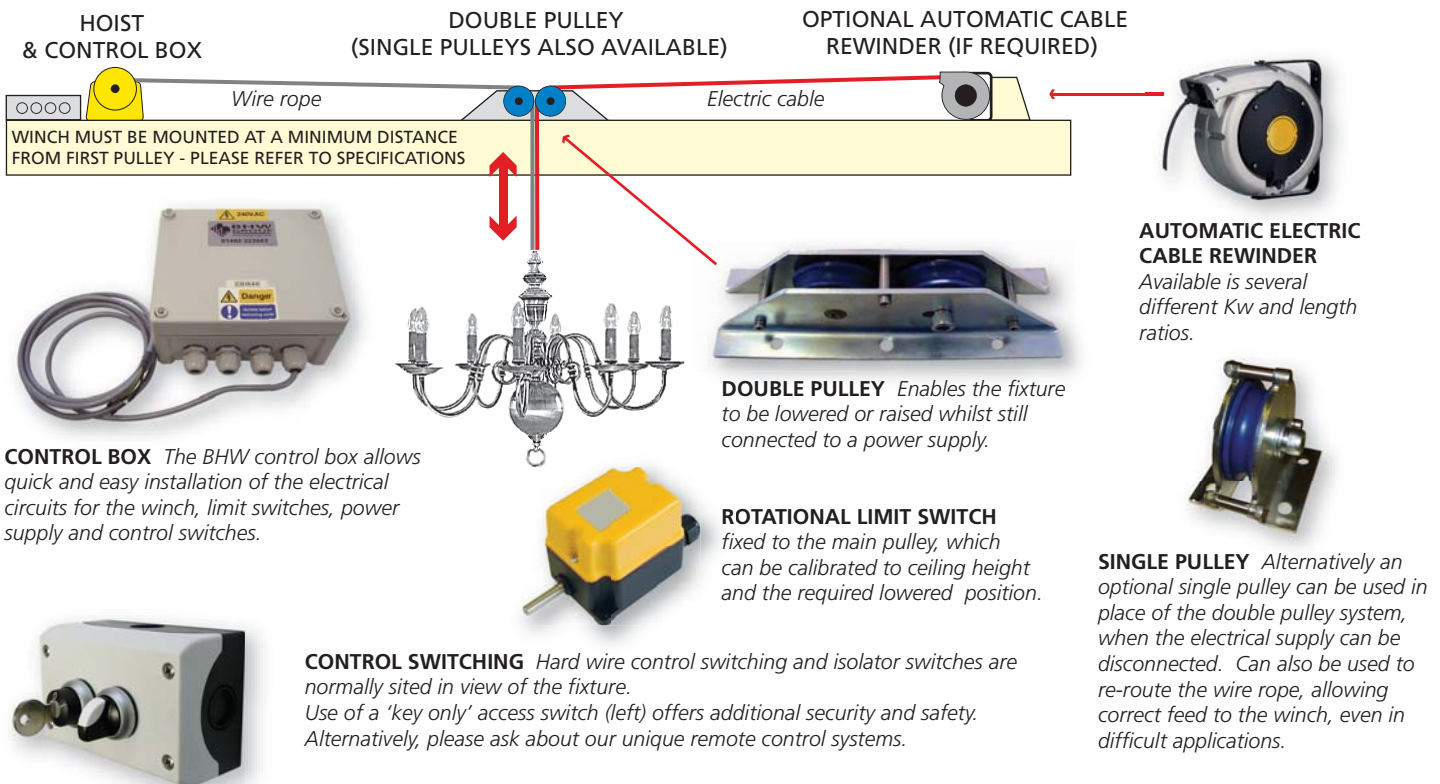 HOIST
& CONTROL BOX
DOUBLE PULLEY
(SINGLE PULLEYS ALSO AVAILABLE)
OPTIONAL AUTOMATIC CABLE
REWINDER (IF REQUIRED)
Wire rope
Electric cable
WINCH MUST BE MOUNTED AT A MINIMUM DISTANCE
FROM FIRST PULLEY - PLEASE REFER TO SPECIFICATIONS
240V.AC
BHW
GROUP
Danger
AUTOMATIC ELECTRIC
CABLE REWINDER
Available is several
different Kw and length
ratios.
DOUBLE PULLEY Enables the fixture
to be lowered or raised whilst still
connected to a power supply.
CONTROL BOX The BHW control box allows
quick and easy installation of the electrical
circuits for the winch, limit switches, power
supply and control switches.
ROTATIONAL LIMIT SWITCH
fixed to the main pulley, which
can be calibrated to ceiling height
and the required lowered position.
SINGLE PULLEY Alternatively an
optional single pulley can be used in
place of the double pulley system,
when the electrical supply can be
disconnected. Can also be used to
re-route the wire rope, allowing
correct feed to the winch, even in
difficult applications.
CONTROL SWITCHING Hard wire control switching and isolator switches are
normally sited in view of the fixture.
Use of a ‘key only’ access switch (left) offers additional security and safety.
Alternatively, please ask about our unique remote control systems.